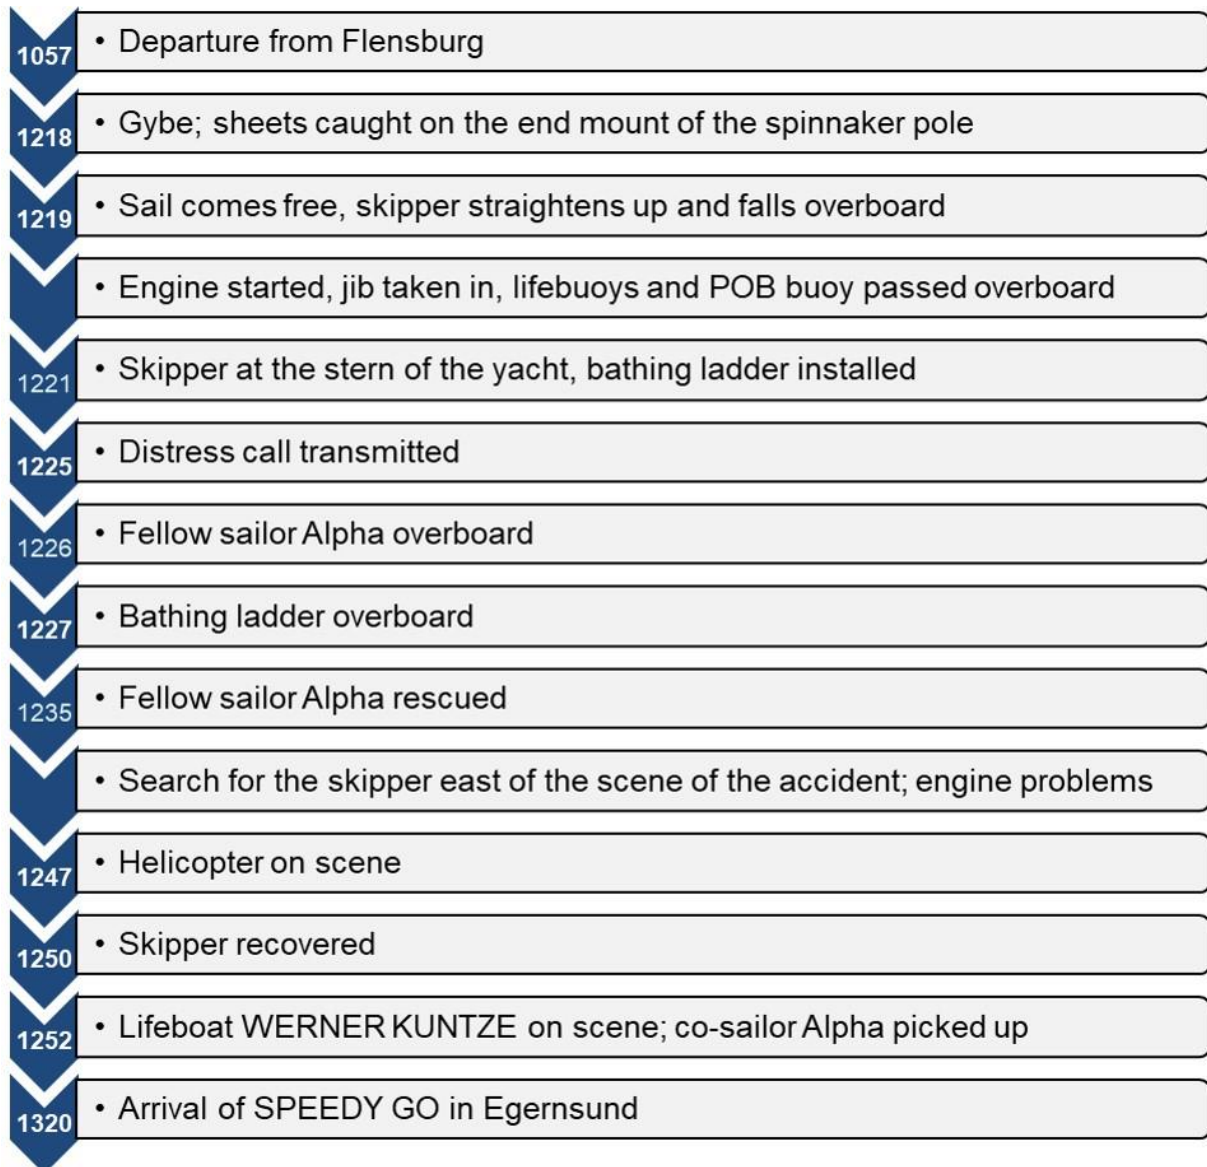 1057 • Departure from Flensburg
1218 • Gybe; sheets caught on the end mount of the spinnaker pole
1219 • Sail comes free, skipper straightens up and falls overboard
• Engine started, jib taken in, lifebuoys and POB buoy passed overboard
1221 • Skipper at the stern of the yacht, bathing ladder installed
1225 • Distress call transmitted
1226 • Fellow sailor Alpha overboard
1227 • Bathing ladder overboard
1235 • Fellow sailor Alpha rescued
• Search for the skipper east of the scene of the accident; engine problems
1247 • Helicopter on scene
1250 • Skipper recovered
1252 • Lifeboat WERNER KUNTZE on scene; co-sailor Alpha picked up
1320 • Arrival of SPEEDY GO in Egernsund